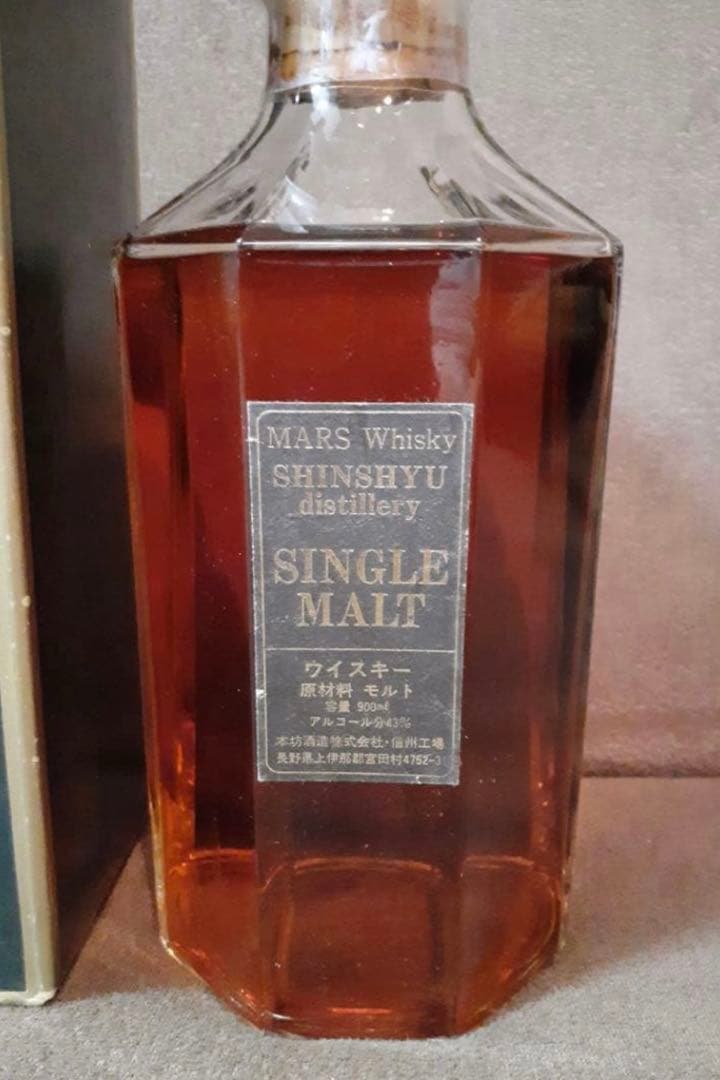 MARS Whisky
SHINSHYU
distillery
SINGLE
MALT
ウイスキー
原材料 モルト
容量 900㎖
アルコール分43%
本坊酒造株式会社・信州工場
長野県上伊那郡宮田村4752-3